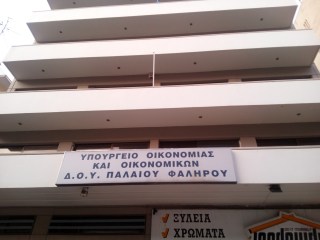 ΥΠΟΥΡΓΕΙΟ ΟΙΚΟΝΟΜΙΑΣ
ΚΑΙ ΟΙΚΟΝΟΜΙΚΩΝ
Δ.Ο.Υ. ΠΑΛΑΙΟΥ ΦΑΛΗΡΟΥ
ΞΥΛΕΙΑ
ΧΡΩΜΑΤΑ